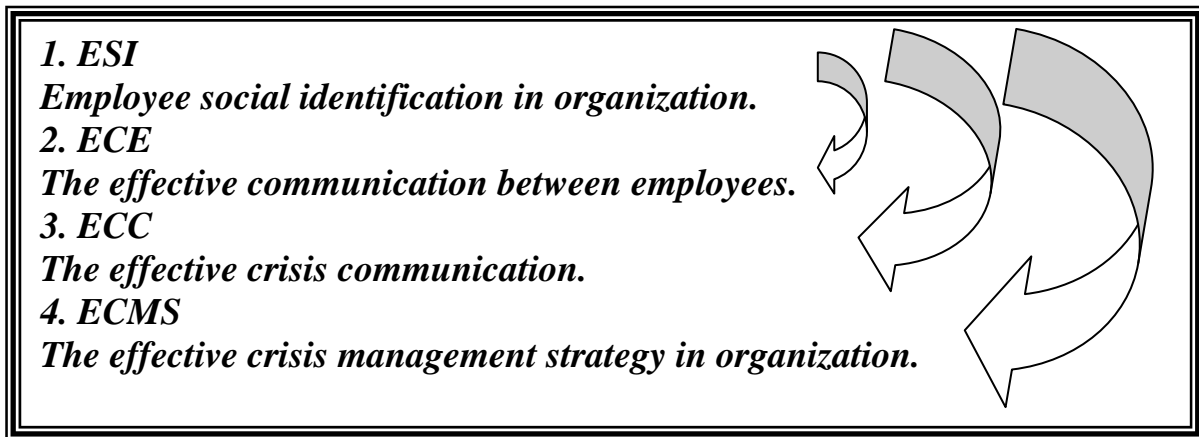 1. ESI
Employee social identification in organization.
2. ECE
The effective communication between employees.
3. ECC
The effective crisis communication.
4. ECMS
The effective crisis management strategy in organization.